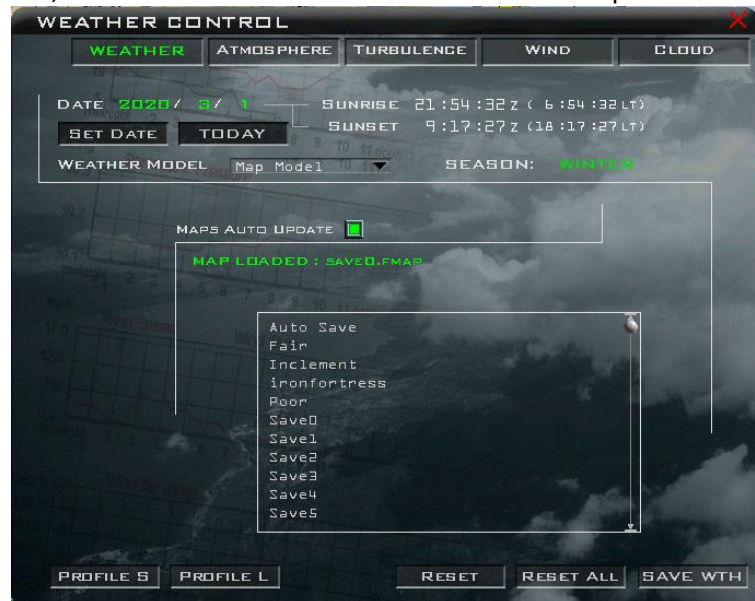 WEATHER CONTROL
WEATHER ATMOSPHERE TURBULENCE WIND CLOUD
DATE 2020/ 3/ 1 SUNRISE 21:54:32Z ( 6:54:32LT)
SET DATE TODAY SUNSET 9:17:27Z (18:17:27LT)
WEATHER MODEL Map Model SEASON: WINTER
MAPS AUTO UPDATE
MAP LOADED : SAVE0.FMAP
Auto Save
Fair
Inclement
ironfortress
Poor
Save0
Save1
Save2
Save3
Save4
Save5
PROFILE S PROFILE L RESET RESET ALL SAVE WTH